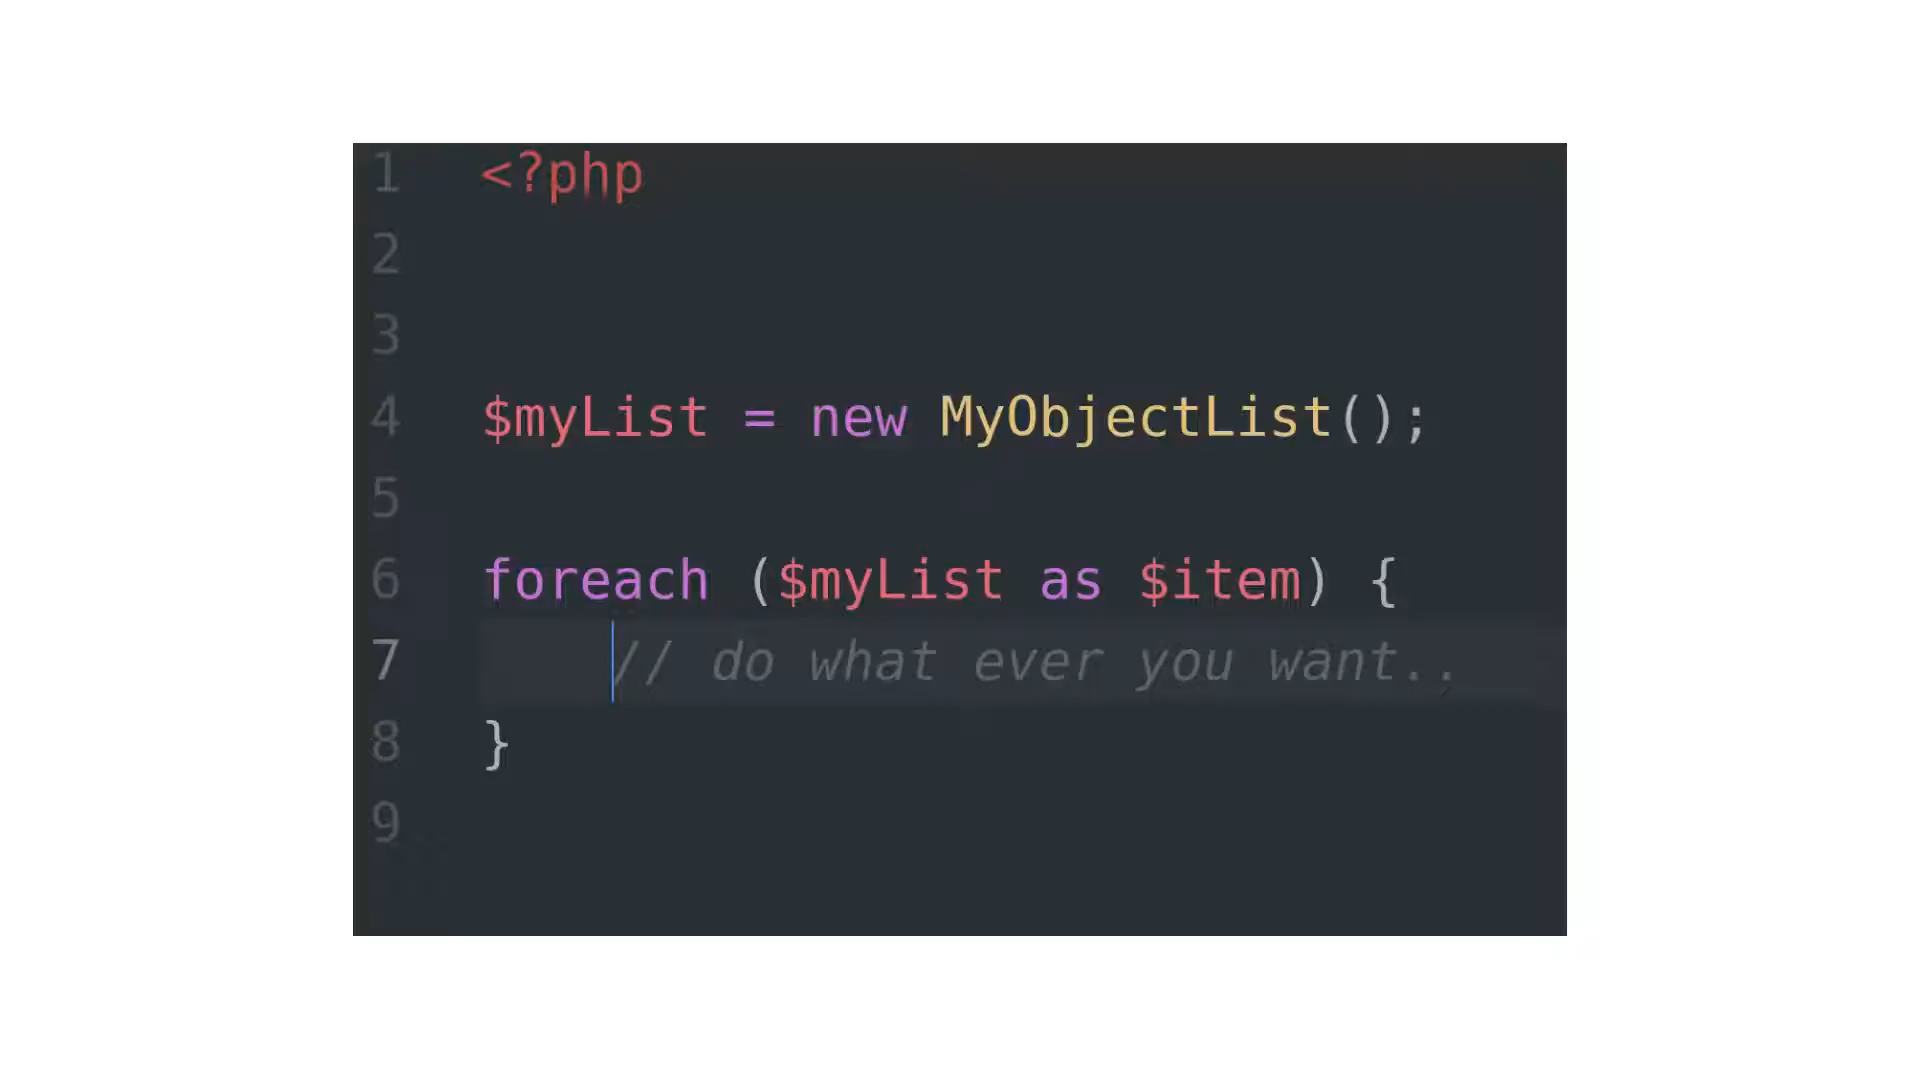 1 <?php
2
3
4 $myList = new MyObjectList();
5
6 foreach ($myList as $item) {
7 // do what ever you want..
8 }
9